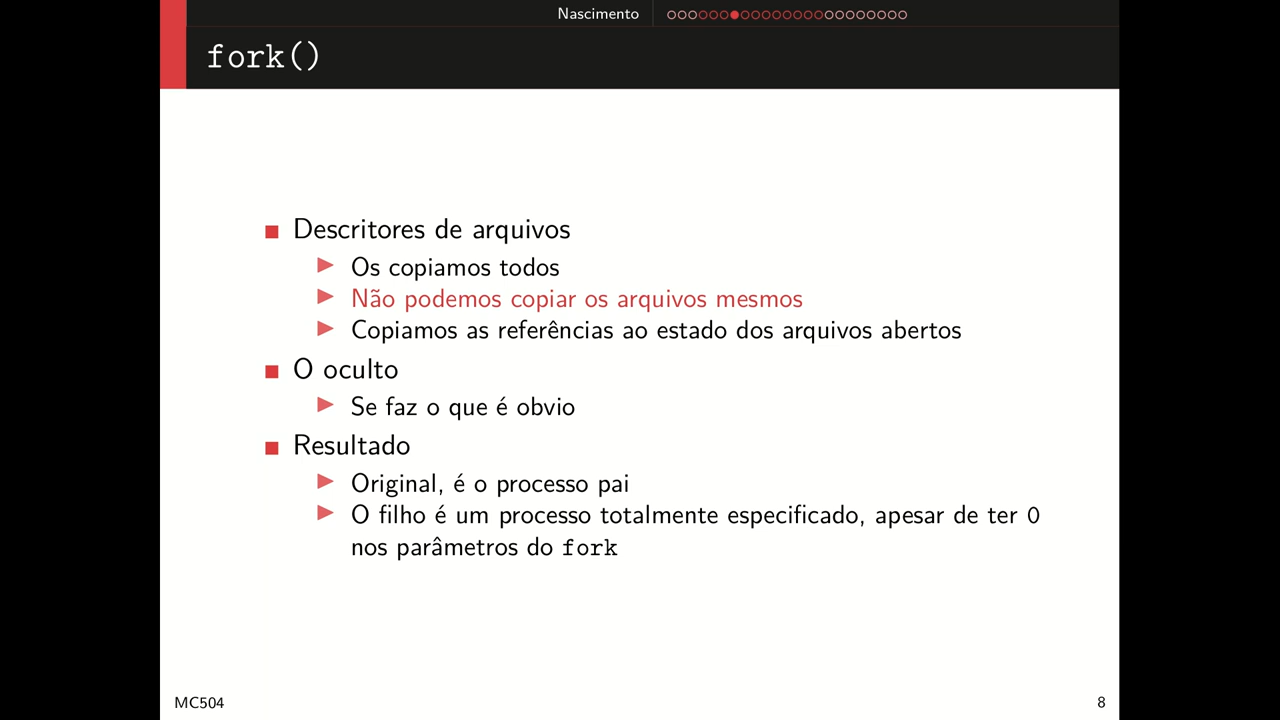 Nascimento
fork()
Descritores de arquivos
Os copiamos todos
Não podemos copiar os arquivos mesmos
Copiamos as referências ao estado dos arquivos abertos
O oculto
Se faz o que é obvio
Resultado
Original, é o processo pai
O filho é um processo totalmente especificado, apesar de ter 0
nos parâmetros do fork
MC504
8